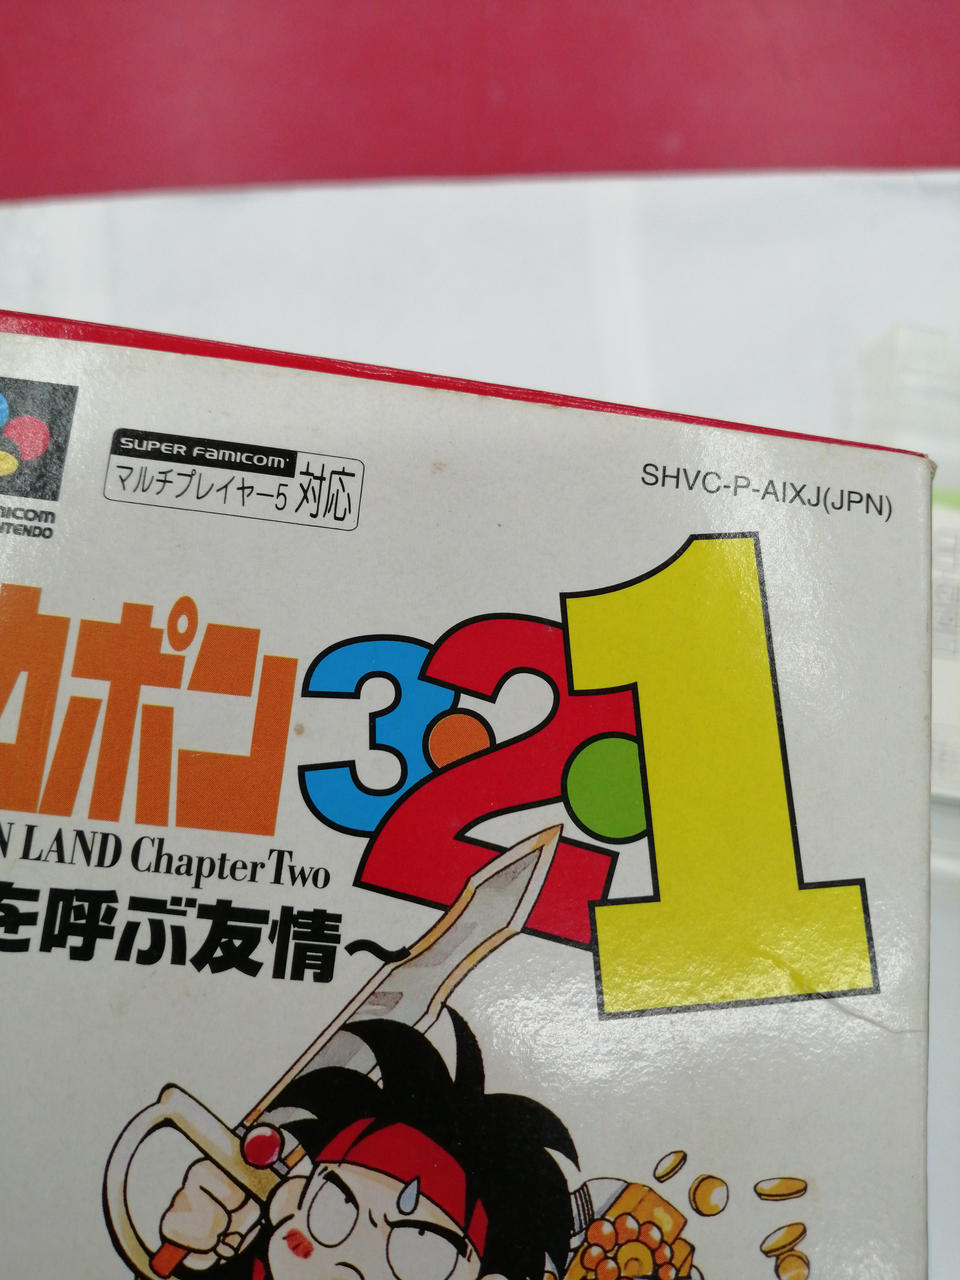 SUPER FAMICOM
マルチプレイヤー5 対応
SHVC-P-AIXJ(JPN)
ポン 3・2・1
LAND Chapter Two
を呼ぶ友情～